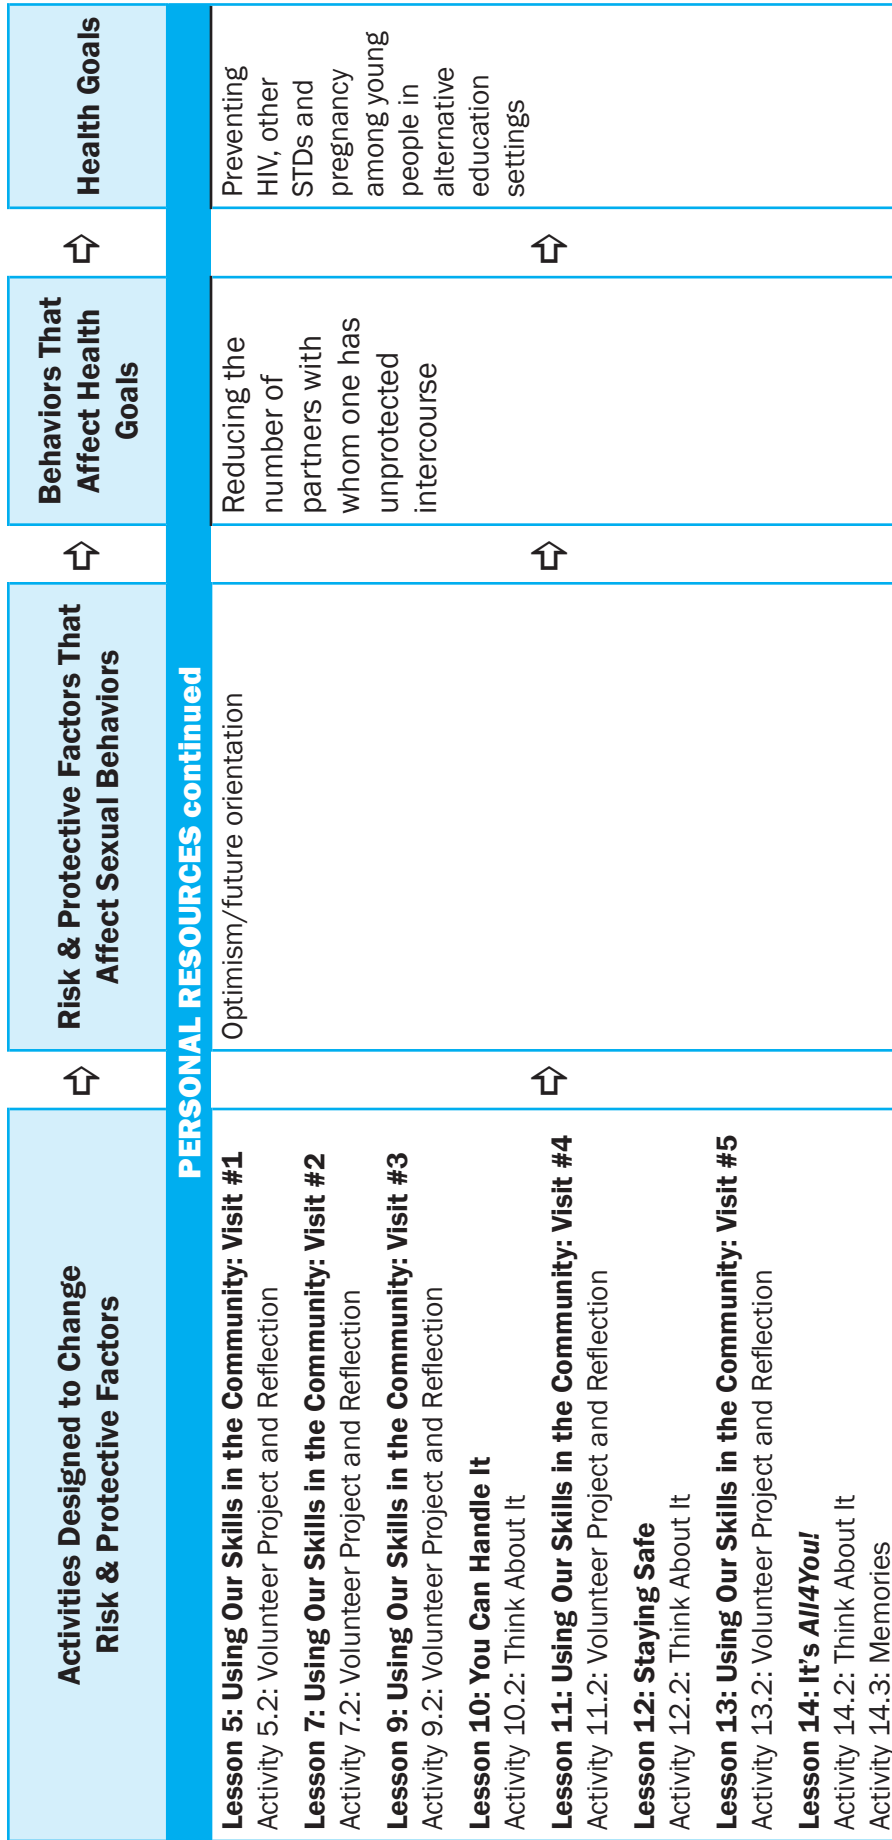 Activities Designed to Change
Risk & Protective Factors
⇨
Risk & Protective Factors That
Affect Sexual Behaviors
⇨
Behaviors That
Affect Health
Goals
⇨
Health Goals
PERSONAL RESOURCES continued
Lesson 5: Using Our Skills in the Community: Visit #1
Activity 5.2: Volunteer Project and Reflection
Lesson 7: Using Our Skills in the Community: Visit #2
Activity 7.2: Volunteer Project and Reflection
Lesson 9: Using Our Skills in the Community: Visit #3
Activity 9.2: Volunteer Project and Reflection
Lesson 10: You Can Handle It
Activity 10.2: Think About It
Lesson 11: Using Our Skills in the Community: Visit #4
Activity 11.2: Volunteer Project and Reflection
Lesson 12: Staying Safe
Activity 12.2: Think About It
Lesson 13: Using Our Skills in the Community: Visit #5
Activity 13.2: Volunteer Project and Reflection
Lesson 14: It's All4You!
Activity 14.2: Think About It
Activity 14.3: Memories
⇨
Optimism/future orientation
⇨
Reducing the
number of
partners with
whom one has
unprotected
intercourse
⇨
Preventing
HIV, other
STDs and
pregnancy
among young
people in
alternative
education
settings